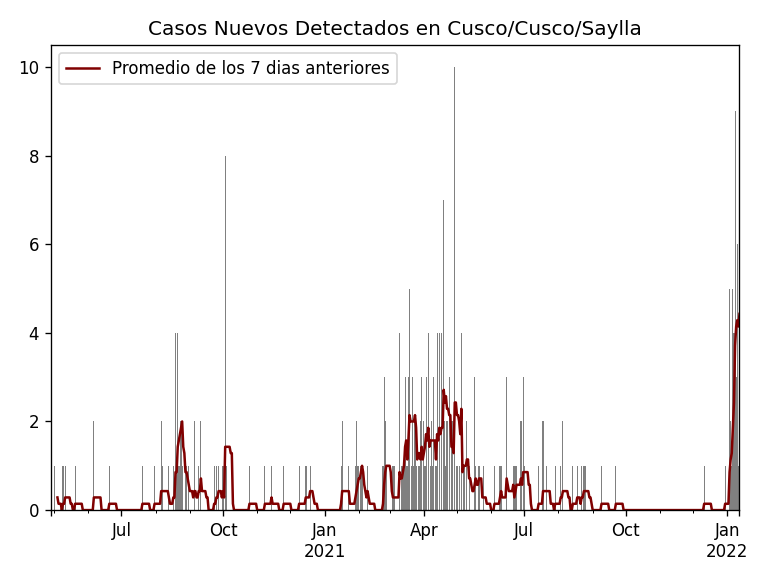 Casos Nuevos Detectados en Cusco/Cusco/Saylla
Promedio de los 7 dias anteriores
10
8
6
4
2
0
Jul Oct Jan Apr Jul Oct Jan
2021 2022